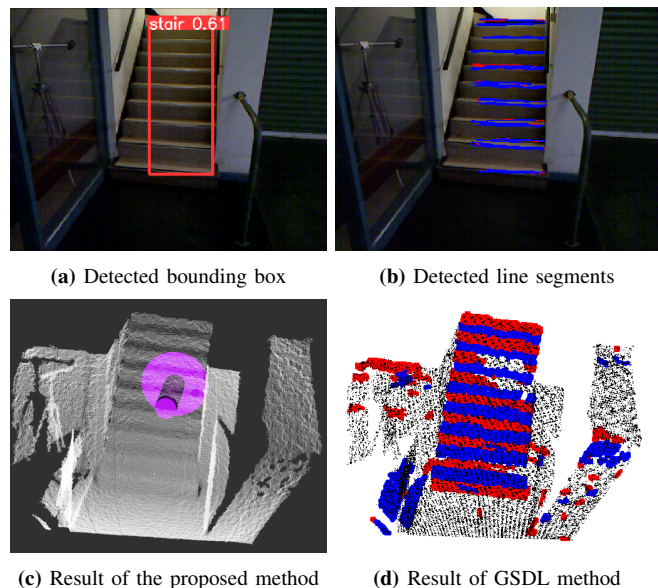 stair 0.61
(a) Detected bounding box
(b) Detected line segments
(c) Result of the proposed method
(d) Result of GSDL method